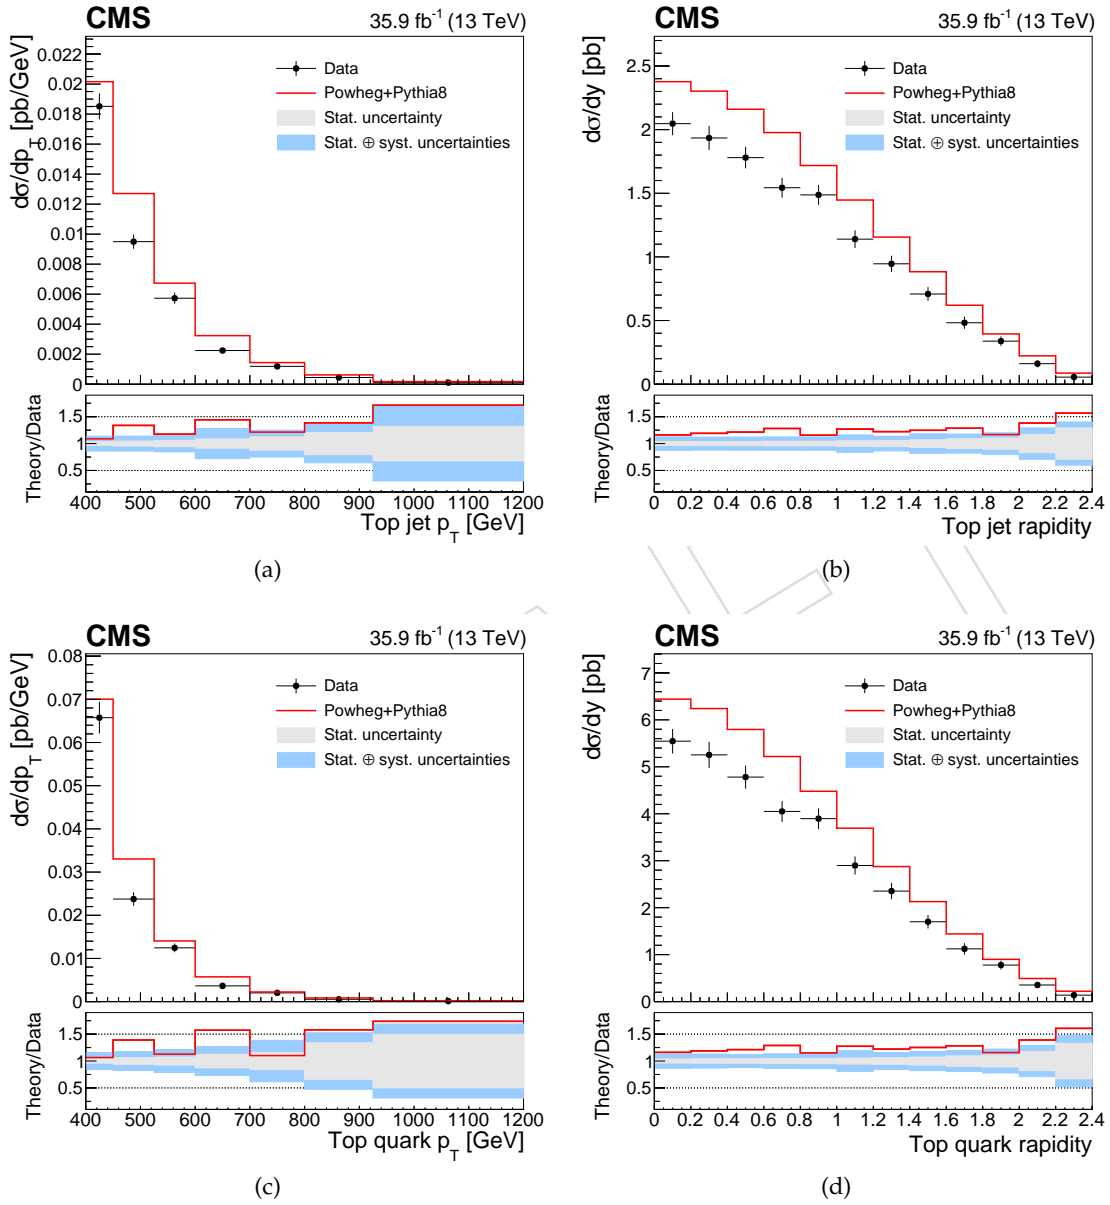 CMS 35.9 fb⁻¹ (13 TeV)
dσ/dp_T [pb/GeV]
0.022
0.02
0.018
0.016
0.014
0.012
0.01
0.008
0.006
0.004
0.002
0
Data
Powheg+Pythia8
Stat. uncertainty
Stat. ⊕ syst. uncertainties
Theory/Data
1.5
1
0.5
400 500 600 700 800 900 1000 1100 1200
Top jet p_T [GeV]
(a)
CMS 35.9 fb⁻¹ (13 TeV)
dσ/dy [pb]
2.5
2
1.5
1
0.5
0
Data
Powheg+Pythia8
Stat. uncertainty
Stat. ⊕ syst. uncertainties
Theory/Data
1.5
1
0.5
0 0.2 0.4 0.6 0.8 1 1.2 1.4 1.6 1.8 2 2.2 2.4
Top jet rapidity
(b)
CMS 35.9 fb⁻¹ (13 TeV)
dσ/dp_T [pb/GeV]
0.08
0.07
0.06
0.05
0.04
0.03
0.02
0.01
0
Data
Powheg+Pythia8
Stat. uncertainty
Stat. ⊕ syst. uncertainties
Theory/Data
1.5
1
0.5
400 500 600 700 800 900 1000 1100 1200
Top quark p_T [GeV]
(c)
CMS 35.9 fb⁻¹ (13 TeV)
dσ/dy [pb]
7
6
5
4
3
2
1
0
Data
Powheg+Pythia8
Stat. uncertainty
Stat. ⊕ syst. uncertainties
Theory/Data
1.5
1
0.5
0 0.2 0.4 0.6 0.8 1 1.2 1.4 1.6 1.8 2 2.2 2.4
Top quark rapidity
(d)